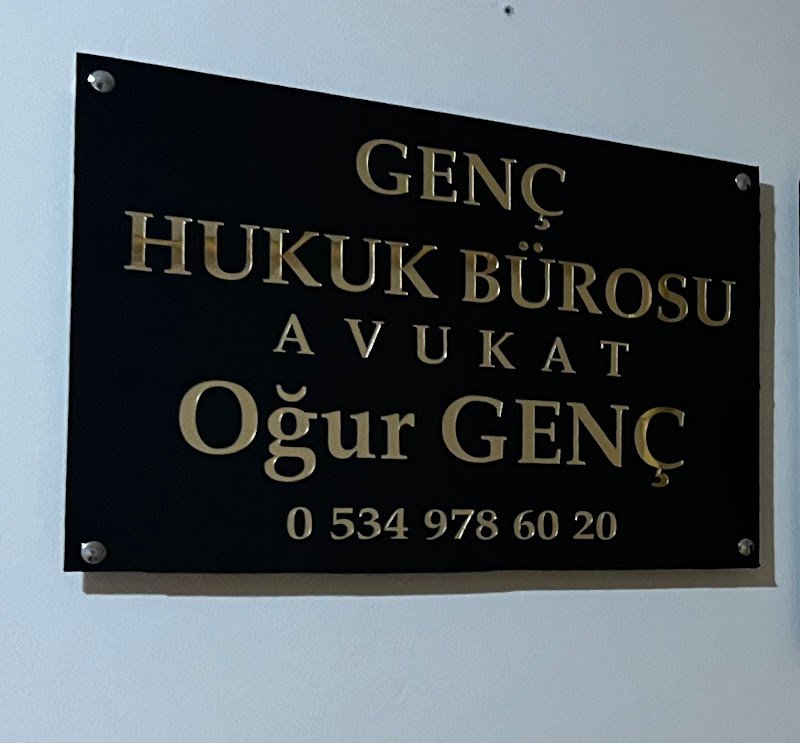 GENÇ
HUKUK BÜROSU
AVUKAT
Oğur GENÇ
0 534 978 60 20